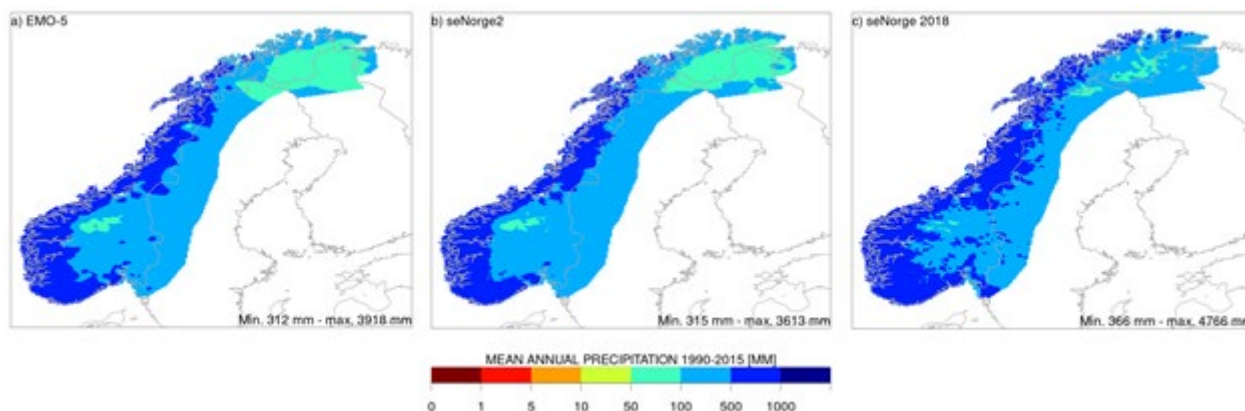 a) EMO-5
b) seNorge2
c) seNorge 2018
Min. 312 mm - max. 3918 mm
Min. 315 mm - max. 3613 mm
Min. 366 mm - max. 4766 mm
MEAN ANNUAL PRECIPITATION 1990-2015 [MM]
0 1 5 10 50 100 500 1000